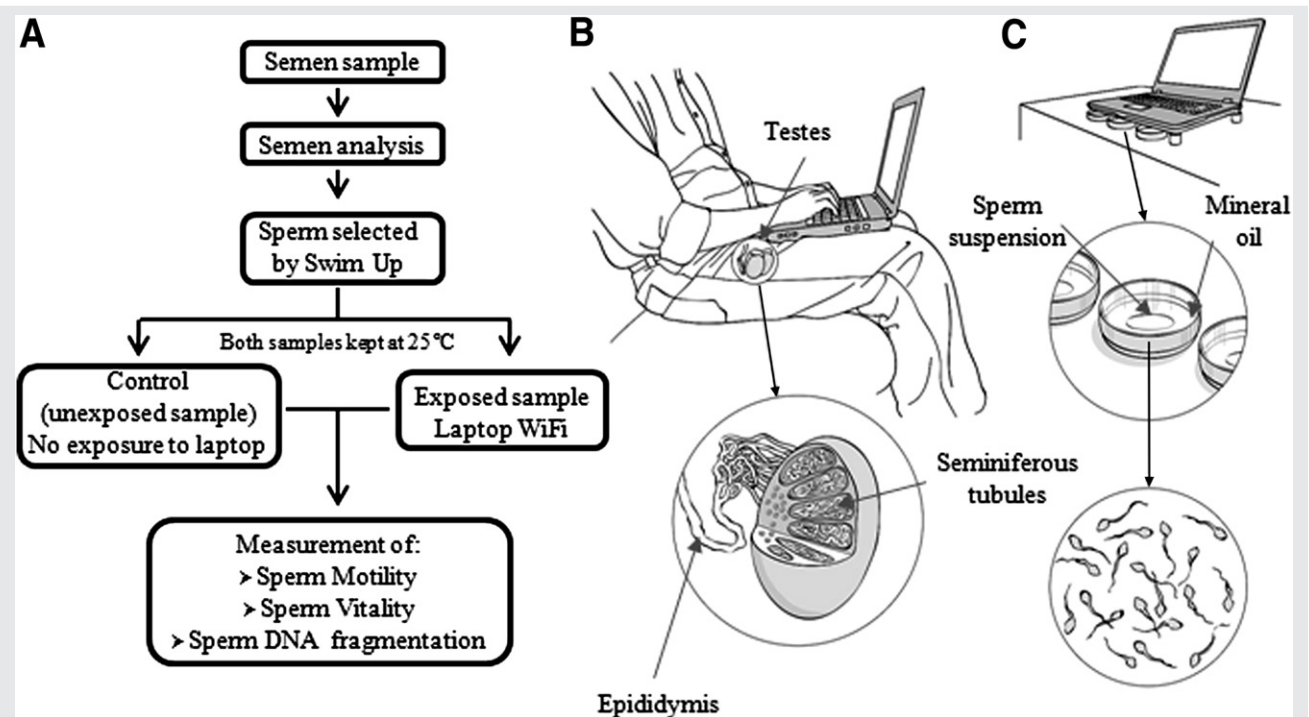 A
Semen sample
Semen analysis
Sperm selected
by Swim Up
Both samples kept at 25°C
Control
(unexposed sample)
No exposure to laptop
Exposed sample
Laptop WiFi
Measurement of:
➢ Sperm Motility
➢ Sperm Vitality
➢ Sperm DNA fragmentation
B
Testes
Seminiferous
tubules
Epididymis
C
Sperm
suspension
Mineral
oil